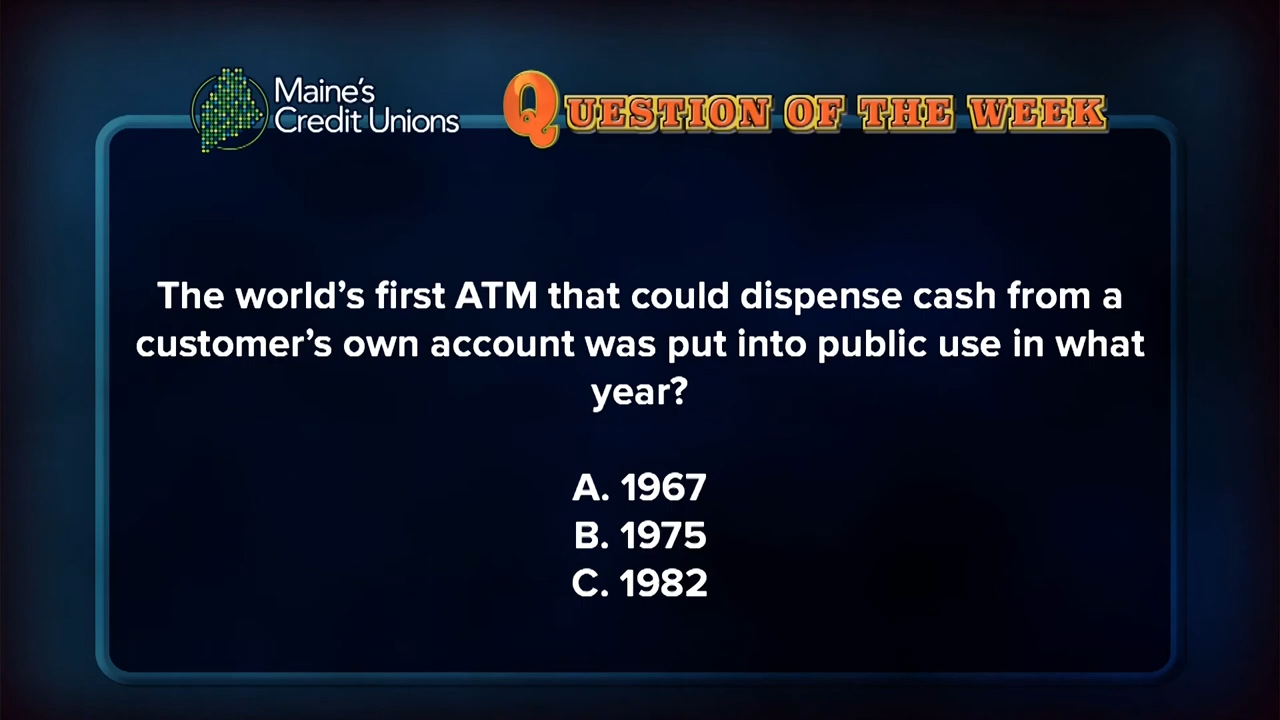 Maine's
Credit Unions
QUESTION OF THE WEEK
The world’s first ATM that could dispense cash from a
customer’s own account was put into public use in what
year?
A. 1967
B. 1975
C. 1982